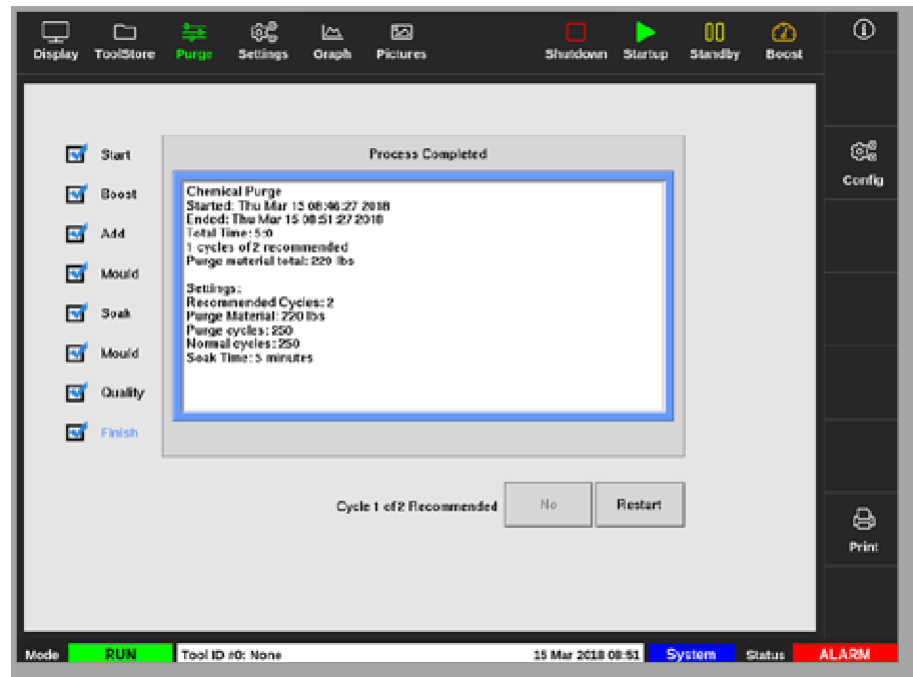 Display ToolStore Purge Settings Graph Pictures Shutdown Startup Standby Boost
Start
Boost
Add
Mould
Soak
Mould
Quality
Finish
Process Completed
Chemical Purge
Started: Thu Mar 15 08:46:27 2018
Ended: Thu Mar 15 08:51:27 2018
Total Time: 5:0
1 cycles of 2 recommended
Purge material total: 220 lbs
Settings:
Recommended Cycles: 2
Purge Material: 220 lbs
Purge cycles: 250
Normal cycles: 250
Soak Time: 5 minutes
Cycle 1 of 2 Recommended No Restart
Config
Print
Mode RUN Tool ID #0: None 15 Mar 2018 08:51 System Status ALARM